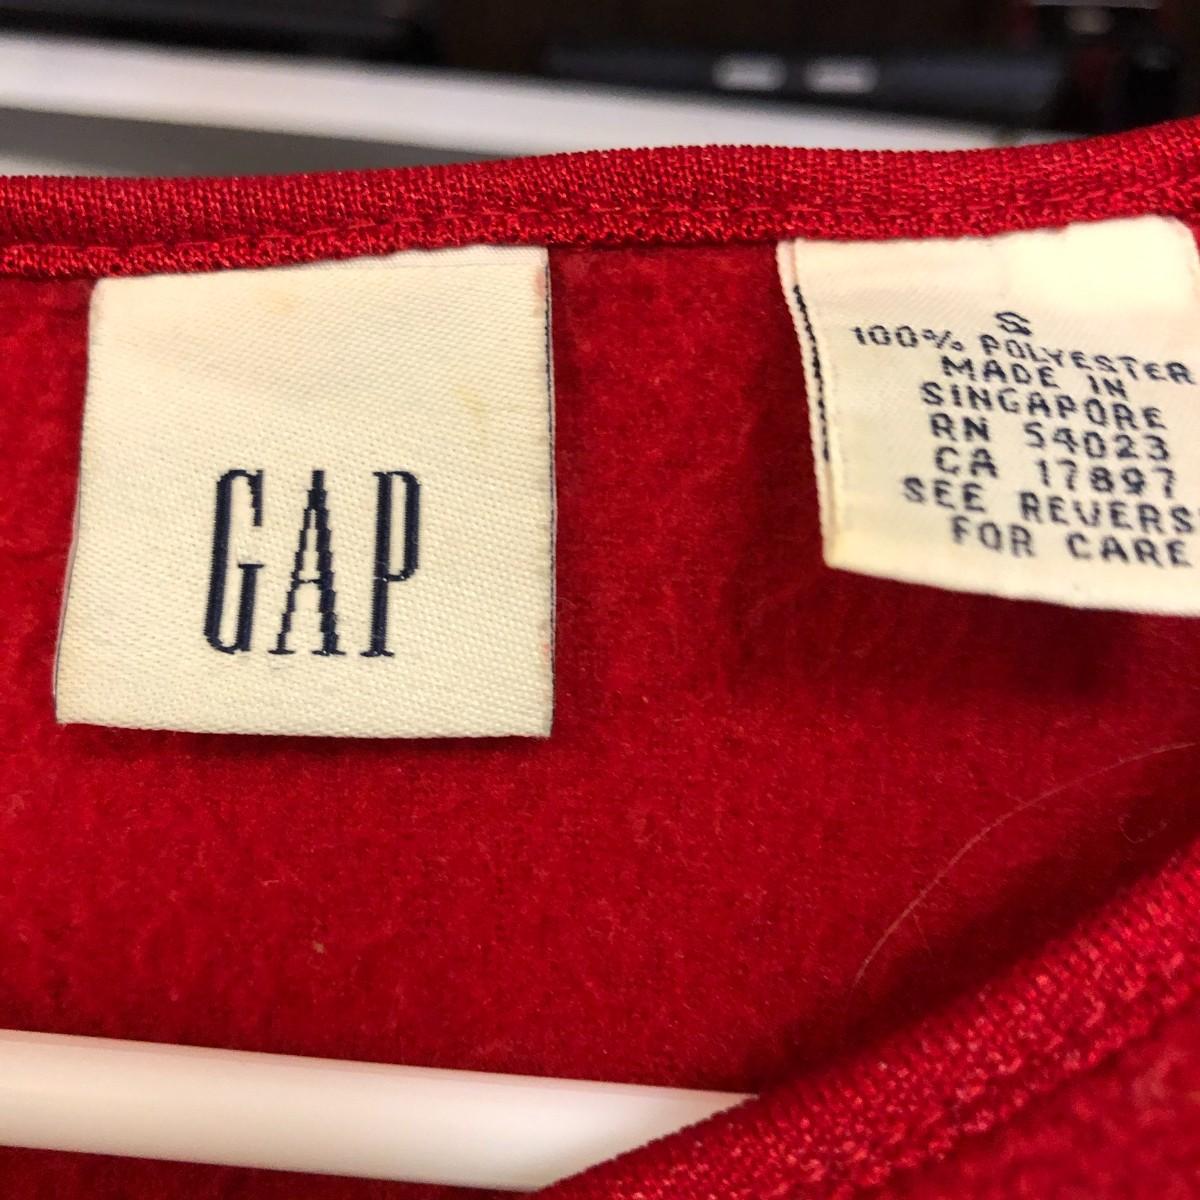 GAP
S
100% POLYESTER
MADE IN
SINGAPORE
RN 54023
CA 17897
SEE REVERS
FOR CARE